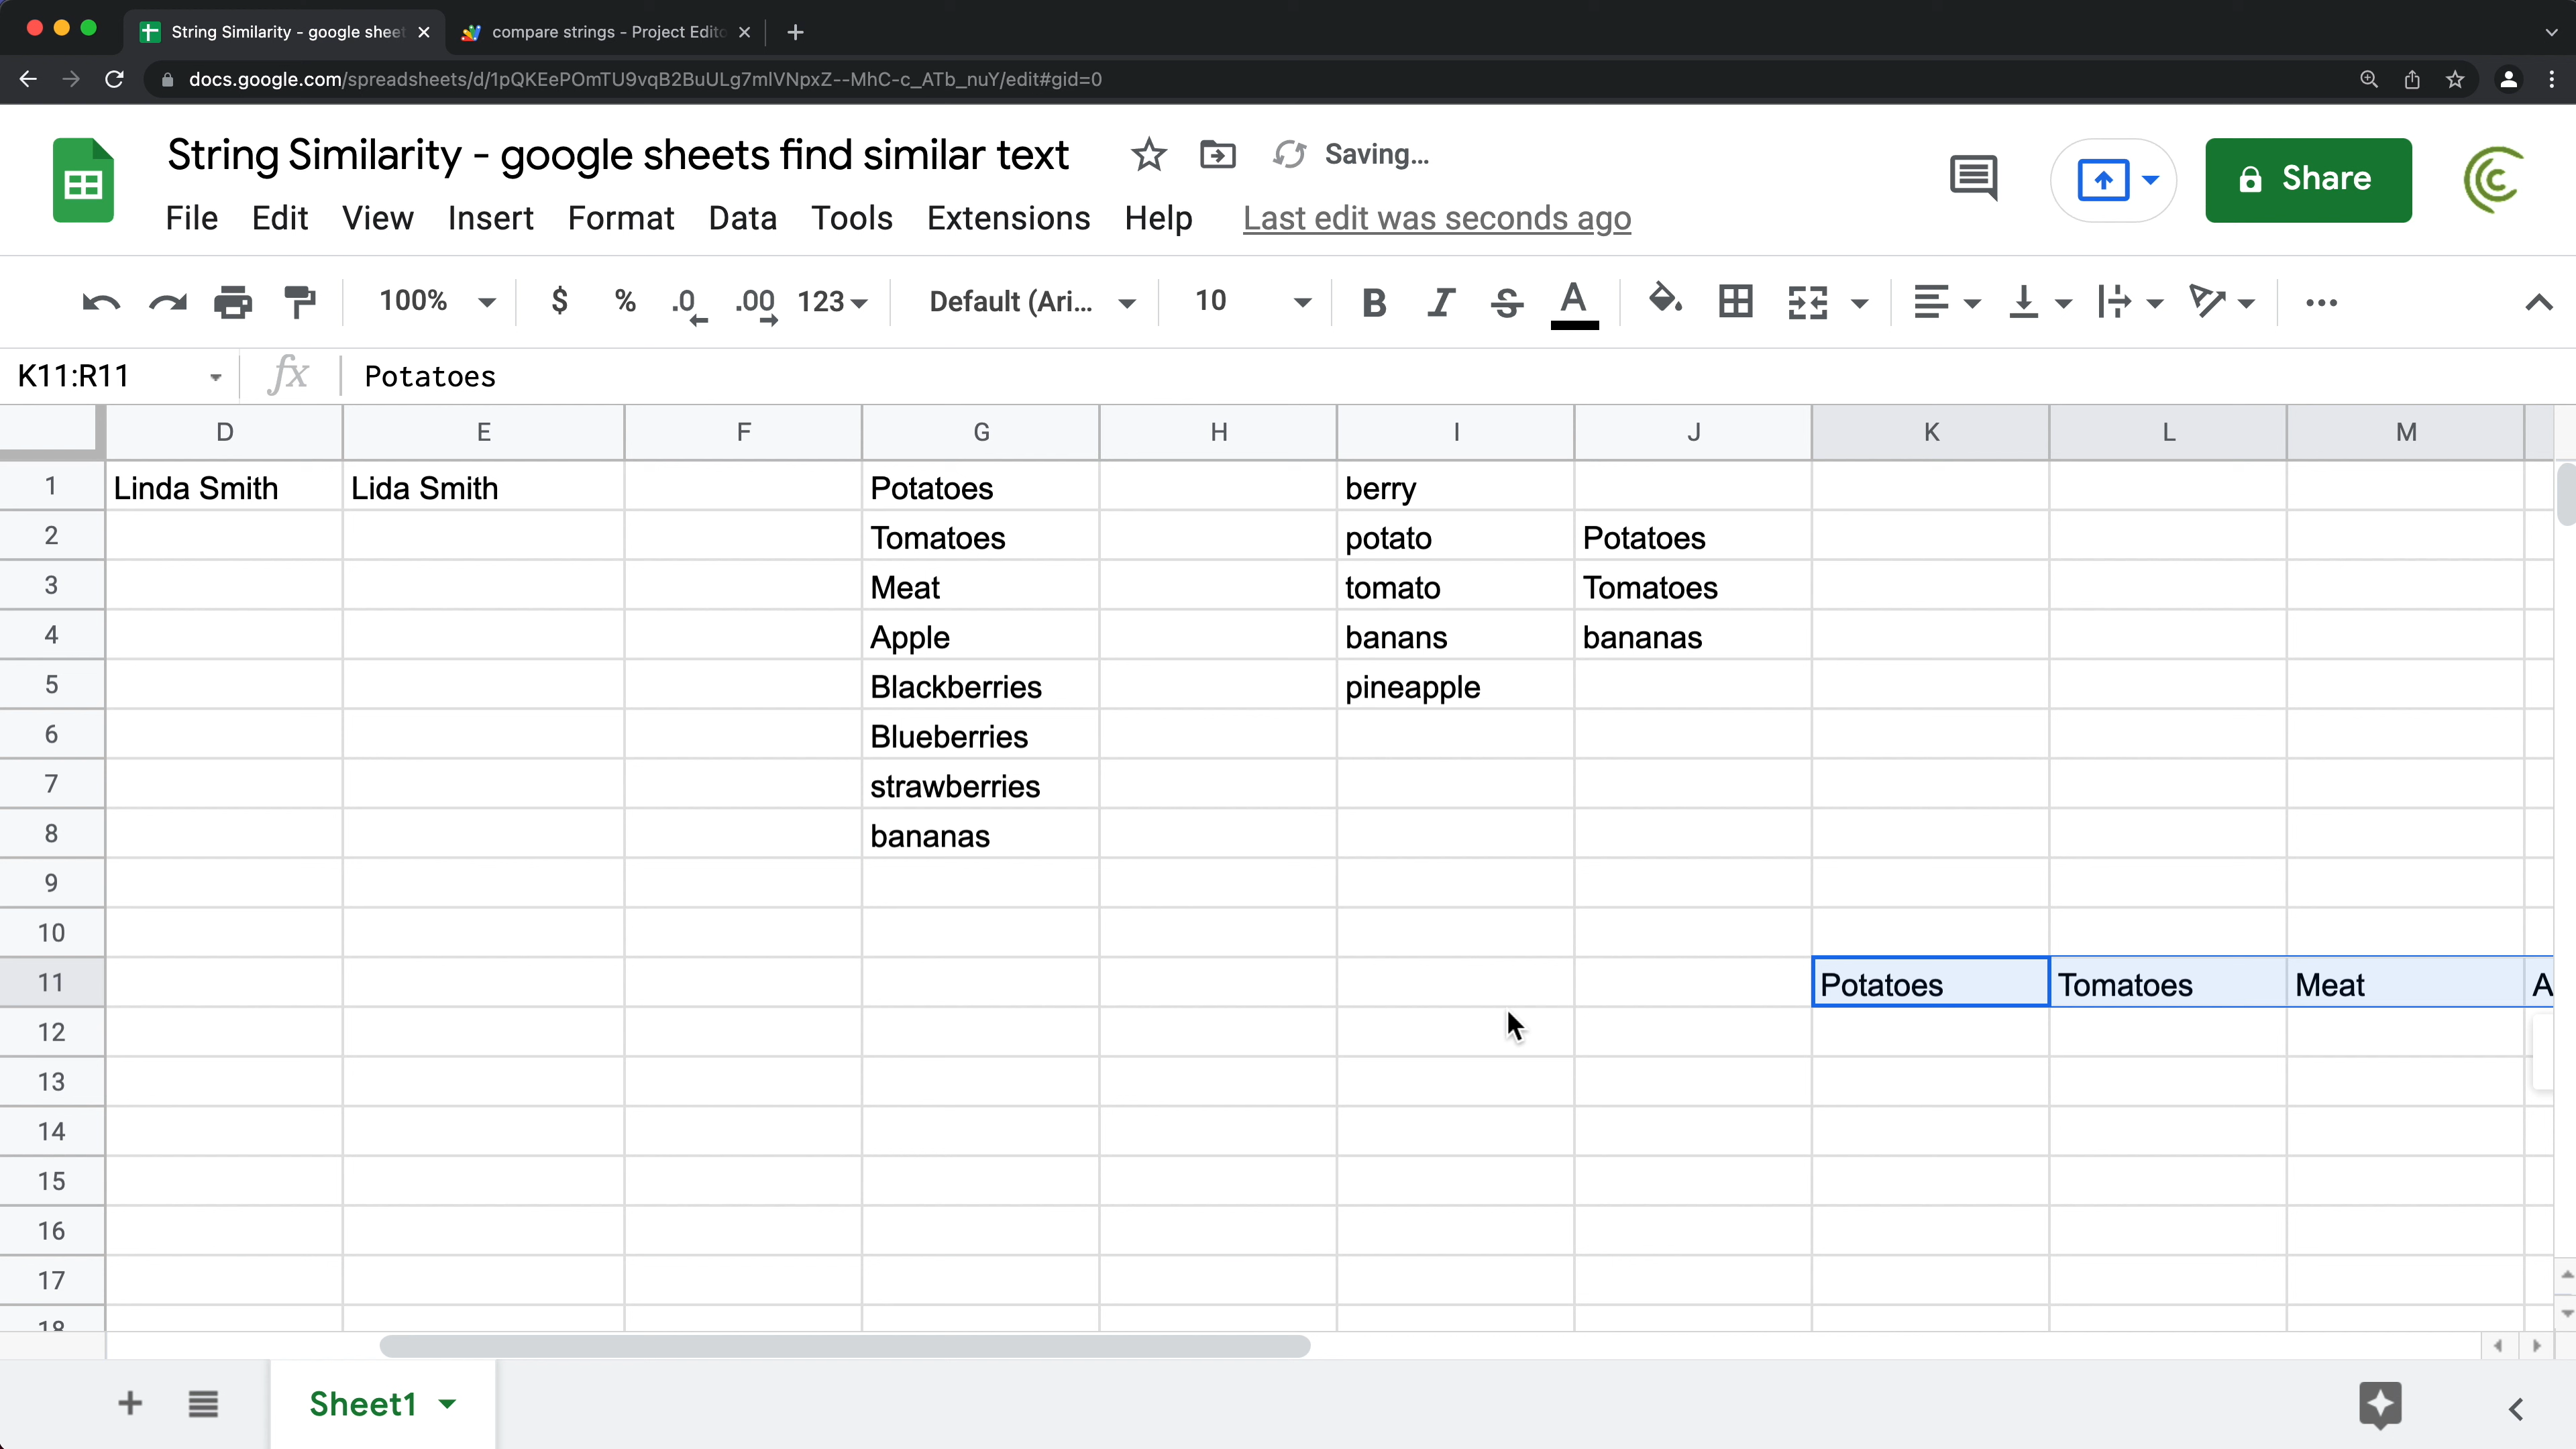 String Similarity - google sheet
compare strings - Project Edito
docs.google.com/spreadsheets/d/1pQKEePOmTU9vqB2BuULg7mlVNpxZ--MhC-c_ATb_nuY/edit#gid=0
String Similarity - google sheets find similar text
Saving...
Share
File Edit View Insert Format Data Tools Extensions Help Last edit was seconds ago
100% $ % .0 .00 123 Default (Ari... 10 B I S A
K11:R11 fx Potatoes
D E F G H I J K L M
1 Linda Smith Lida Smith Potatoes berry
2 Tomatoes potato Potatoes
3 Meat tomato Tomatoes
4 Apple banans bananas
5 Blackberries pineapple
6 Blueberries
7 strawberries
8 bananas
9
10
11 Potatoes Tomatoes Meat A
12
13
14
15
16
17
18
Sheet1